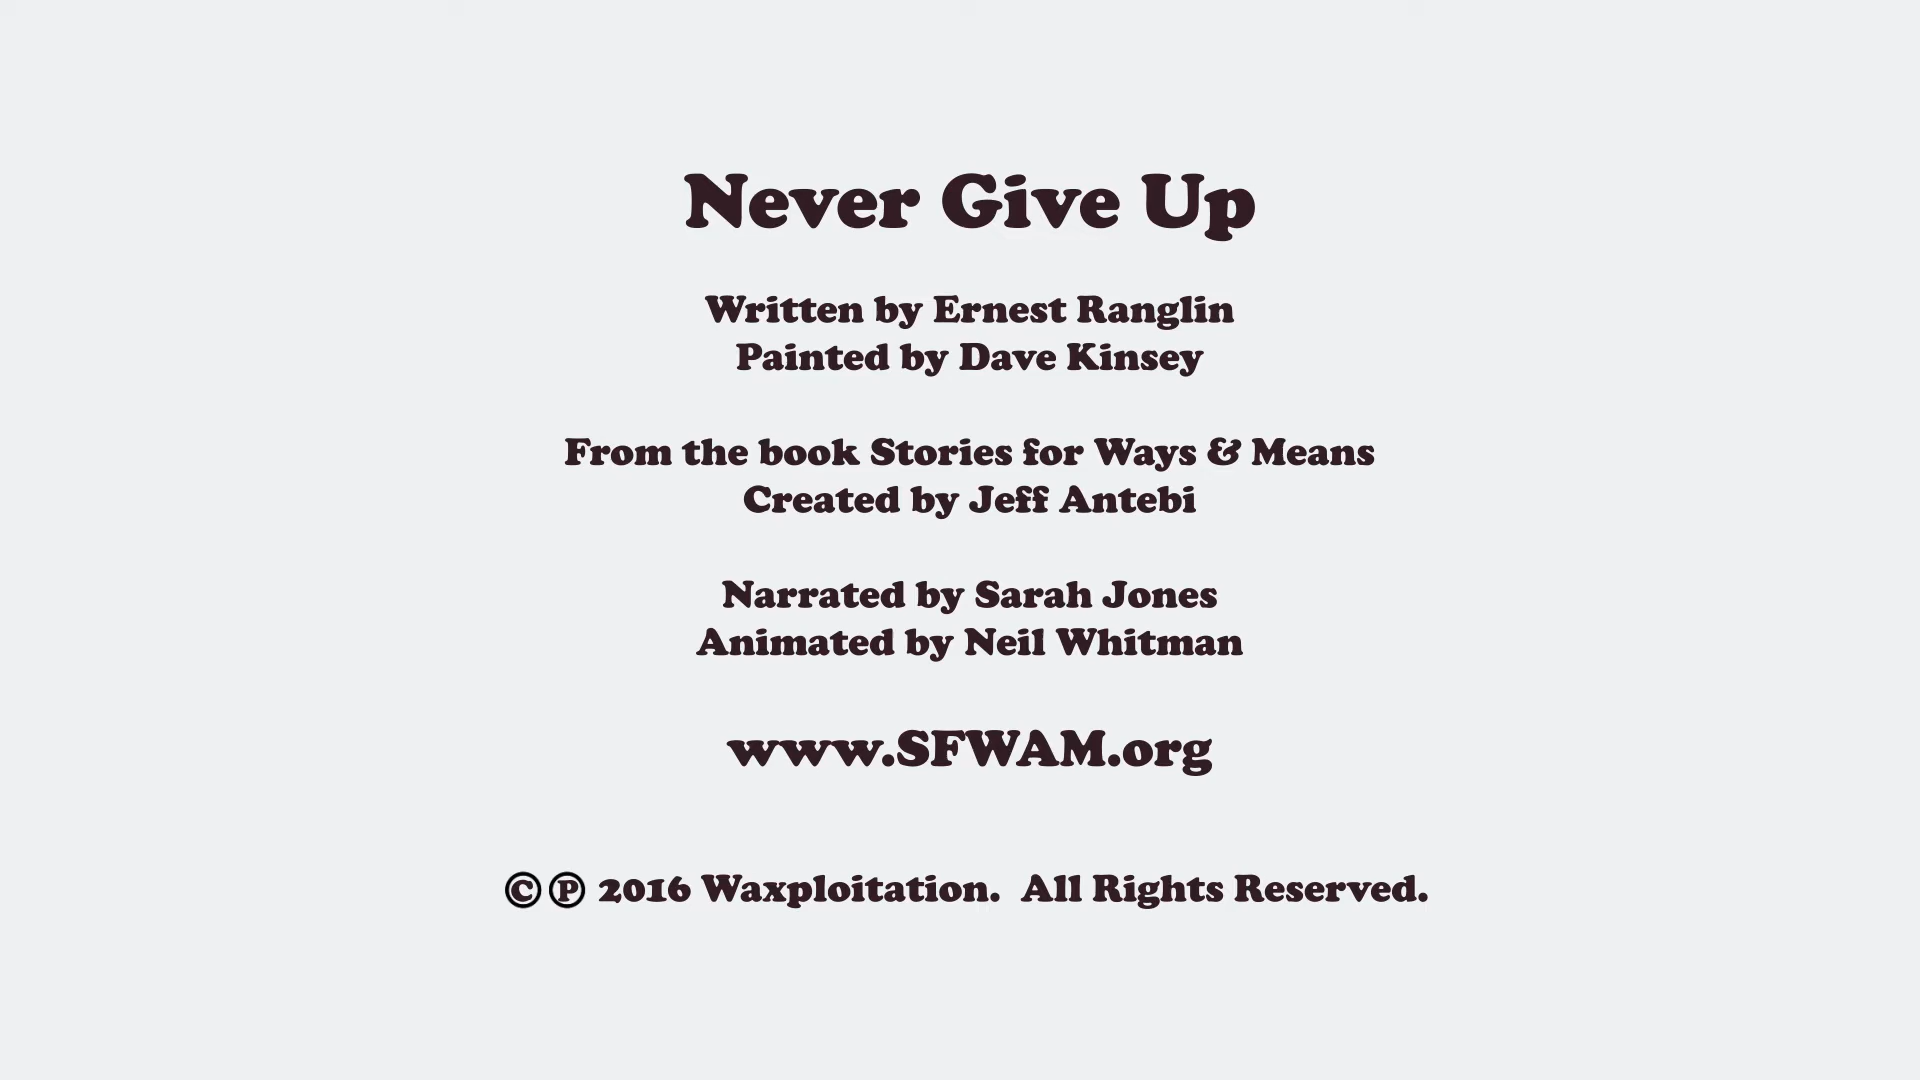 Never Give Up
Written by Ernest Ranglin
Painted by Dave Kinsey
From the book Stories for Ways & Means
Created by Jeff Antebi
Narrated by Sarah Jones
Animated by Neil Whitman
www.SFWAM.org
©℗ 2016 Waxploitation.  All Rights Reserved.